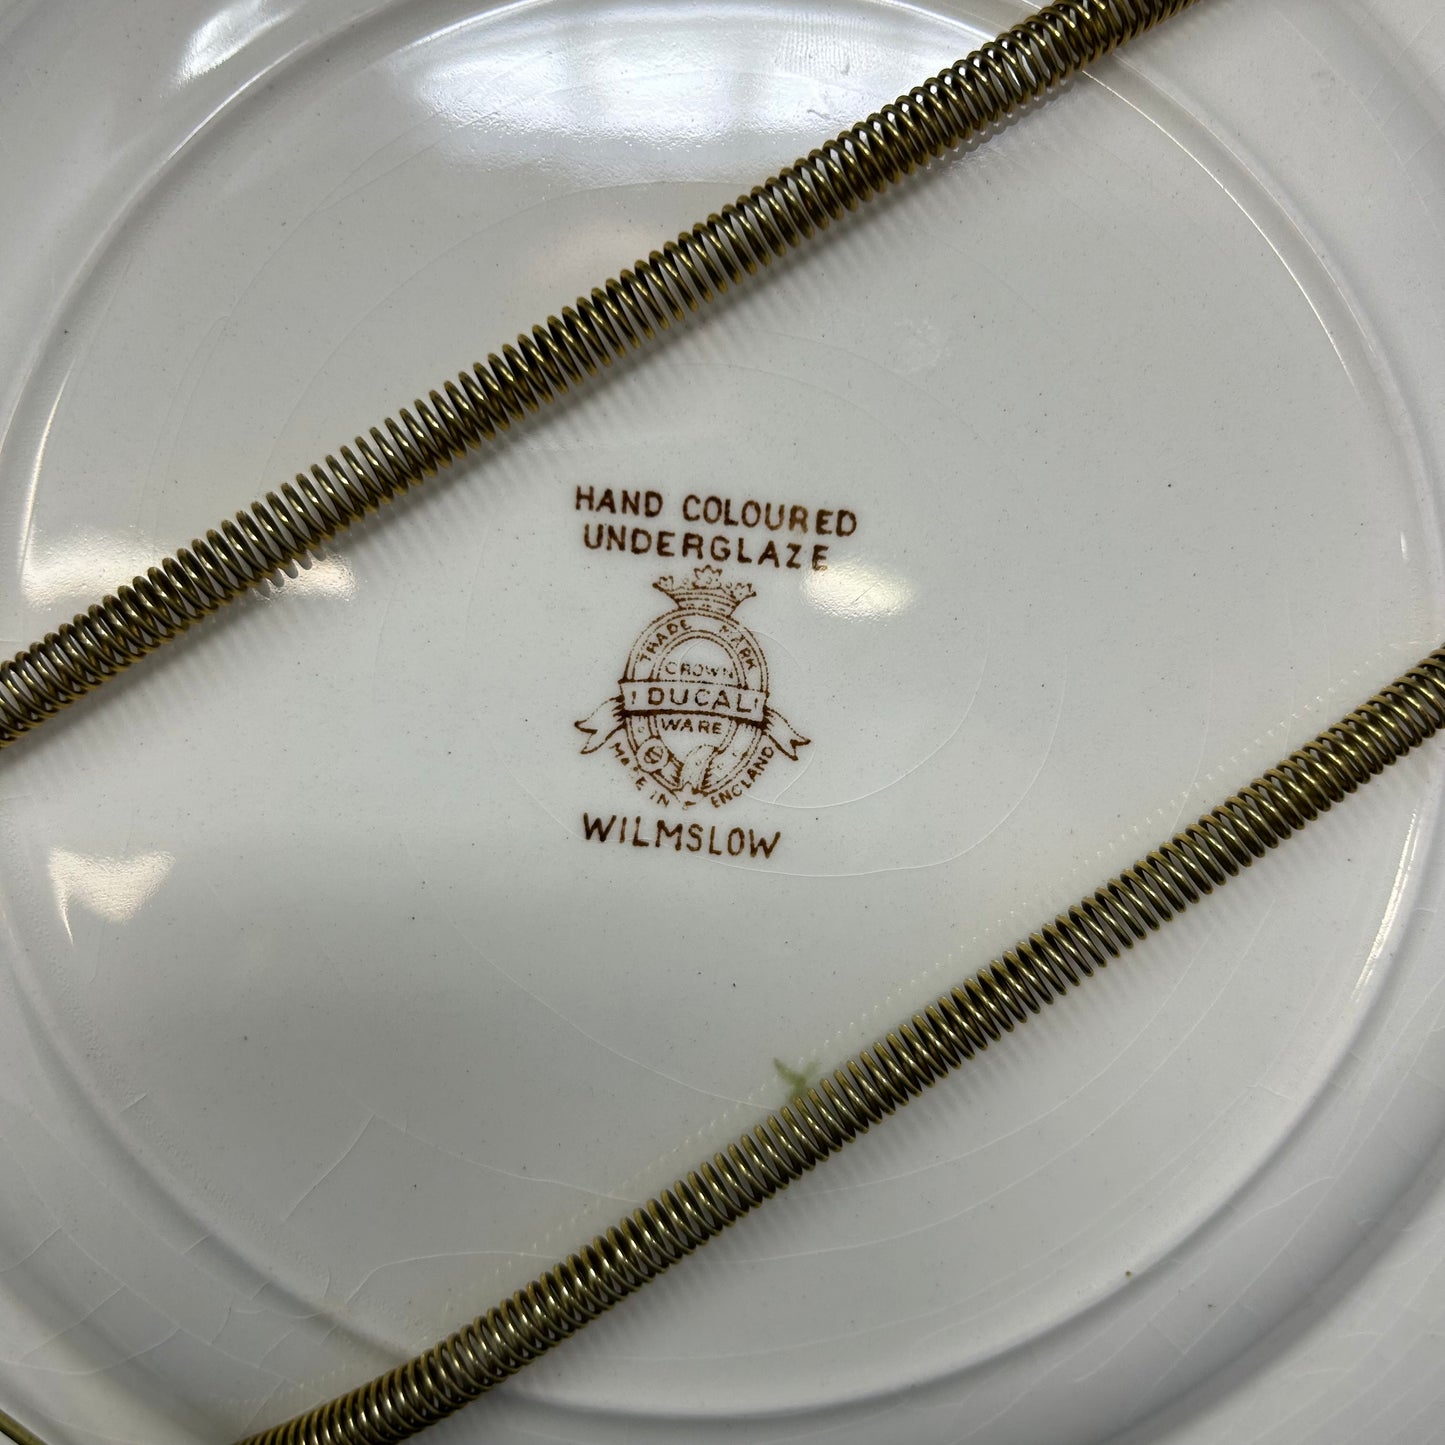 HAND COLOURED
UNDERGLAZE
TRADE MARK
CROWN
DUCAL
WARE
MADE IN ENGLAND
WILMSLOW